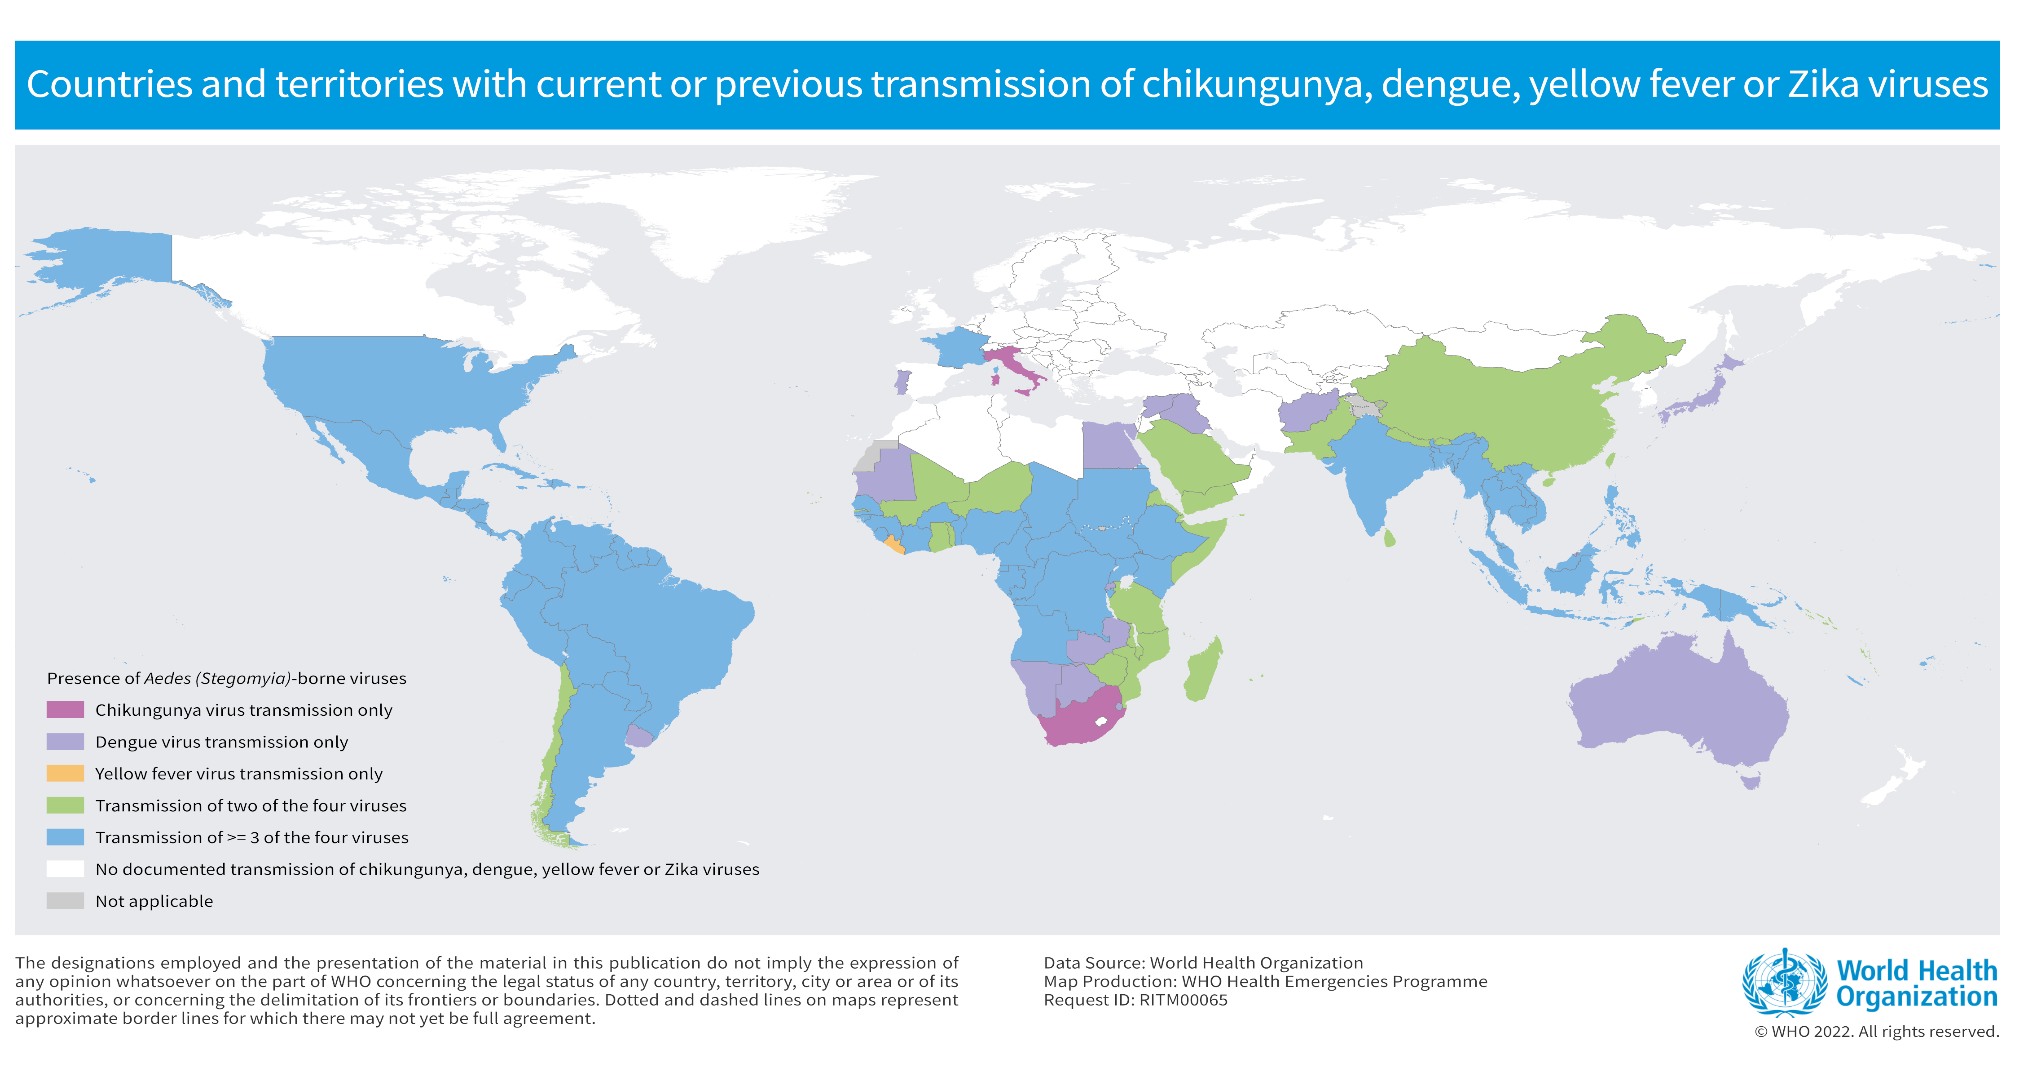 Countries and territories with current or previous transmission of chikungunya, dengue, yellow fever or Zika viruses
Presence of Aedes (Stegomyia)-borne viruses
Chikungunya virus transmission only
Dengue virus transmission only
Yellow fever virus transmission only
Transmission of two of the four viruses
Transmission of >= 3 of the four viruses
No documented transmission of chikungunya, dengue, yellow fever or Zika viruses
Not applicable
The designations employed and the presentation of the material in this publication do not imply the expression of
any opinion whatsoever on the part of WHO concerning the legal status of any country, territory, city or area or of its
authorities, or concerning the delimitation of its frontiers or boundaries. Dotted and dashed lines on maps represent
approximate border lines for which there may not yet be full agreement.
Data Source: World Health Organization
Map Production: WHO Health Emergencies Programme
Request ID: RITM00065
World Health
Organization
© WHO 2022. All rights reserved.